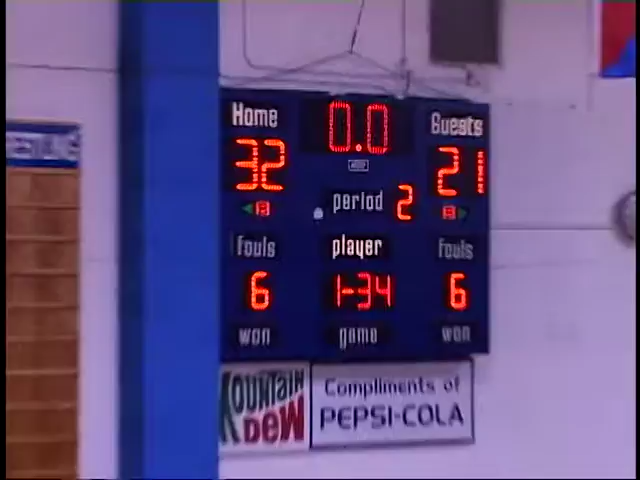 Home 0.0 Guests
32 21
period 2
B B
fouls player fouls
6 1-34 6
won game won
MOUNTAIN
DEW
Compliments of
PEPSI-COLA